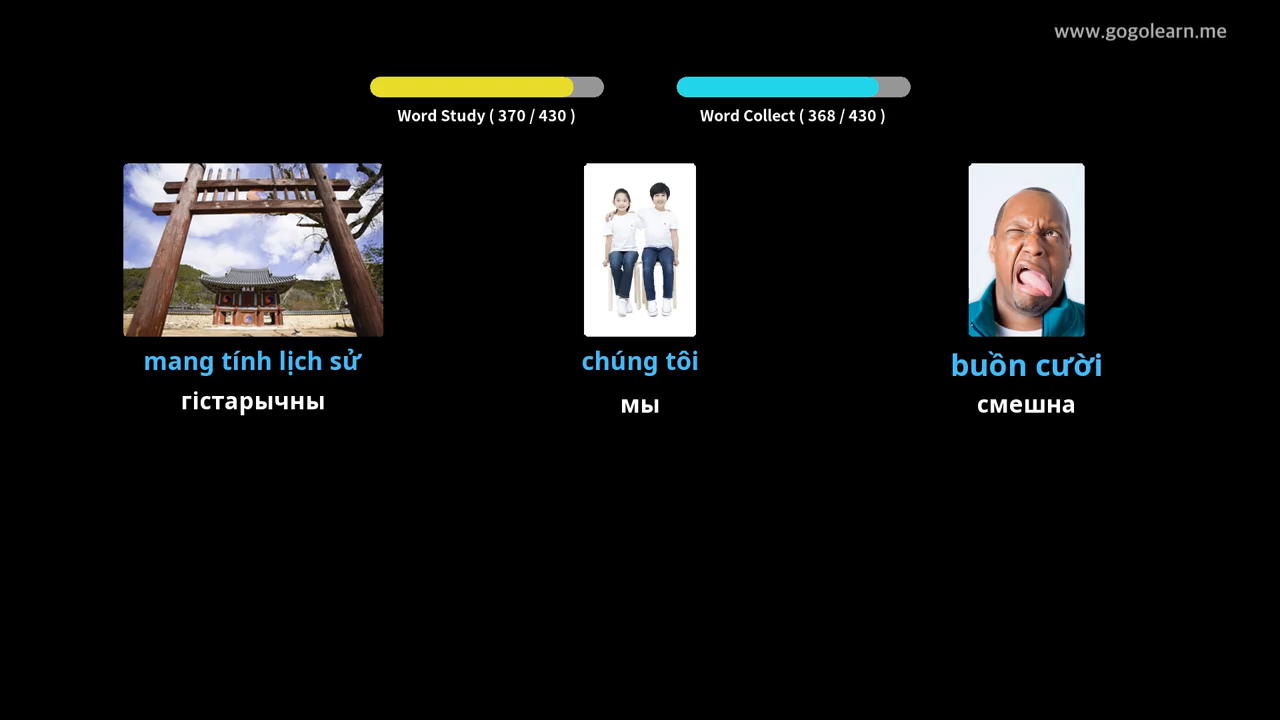 www.gogolearn.me
Word Study ( 370 / 430 )
Word Collect ( 368 / 430 )
mang tính lịch sử
chúng tôi
buồn cười
гістарычны
мы
смешна